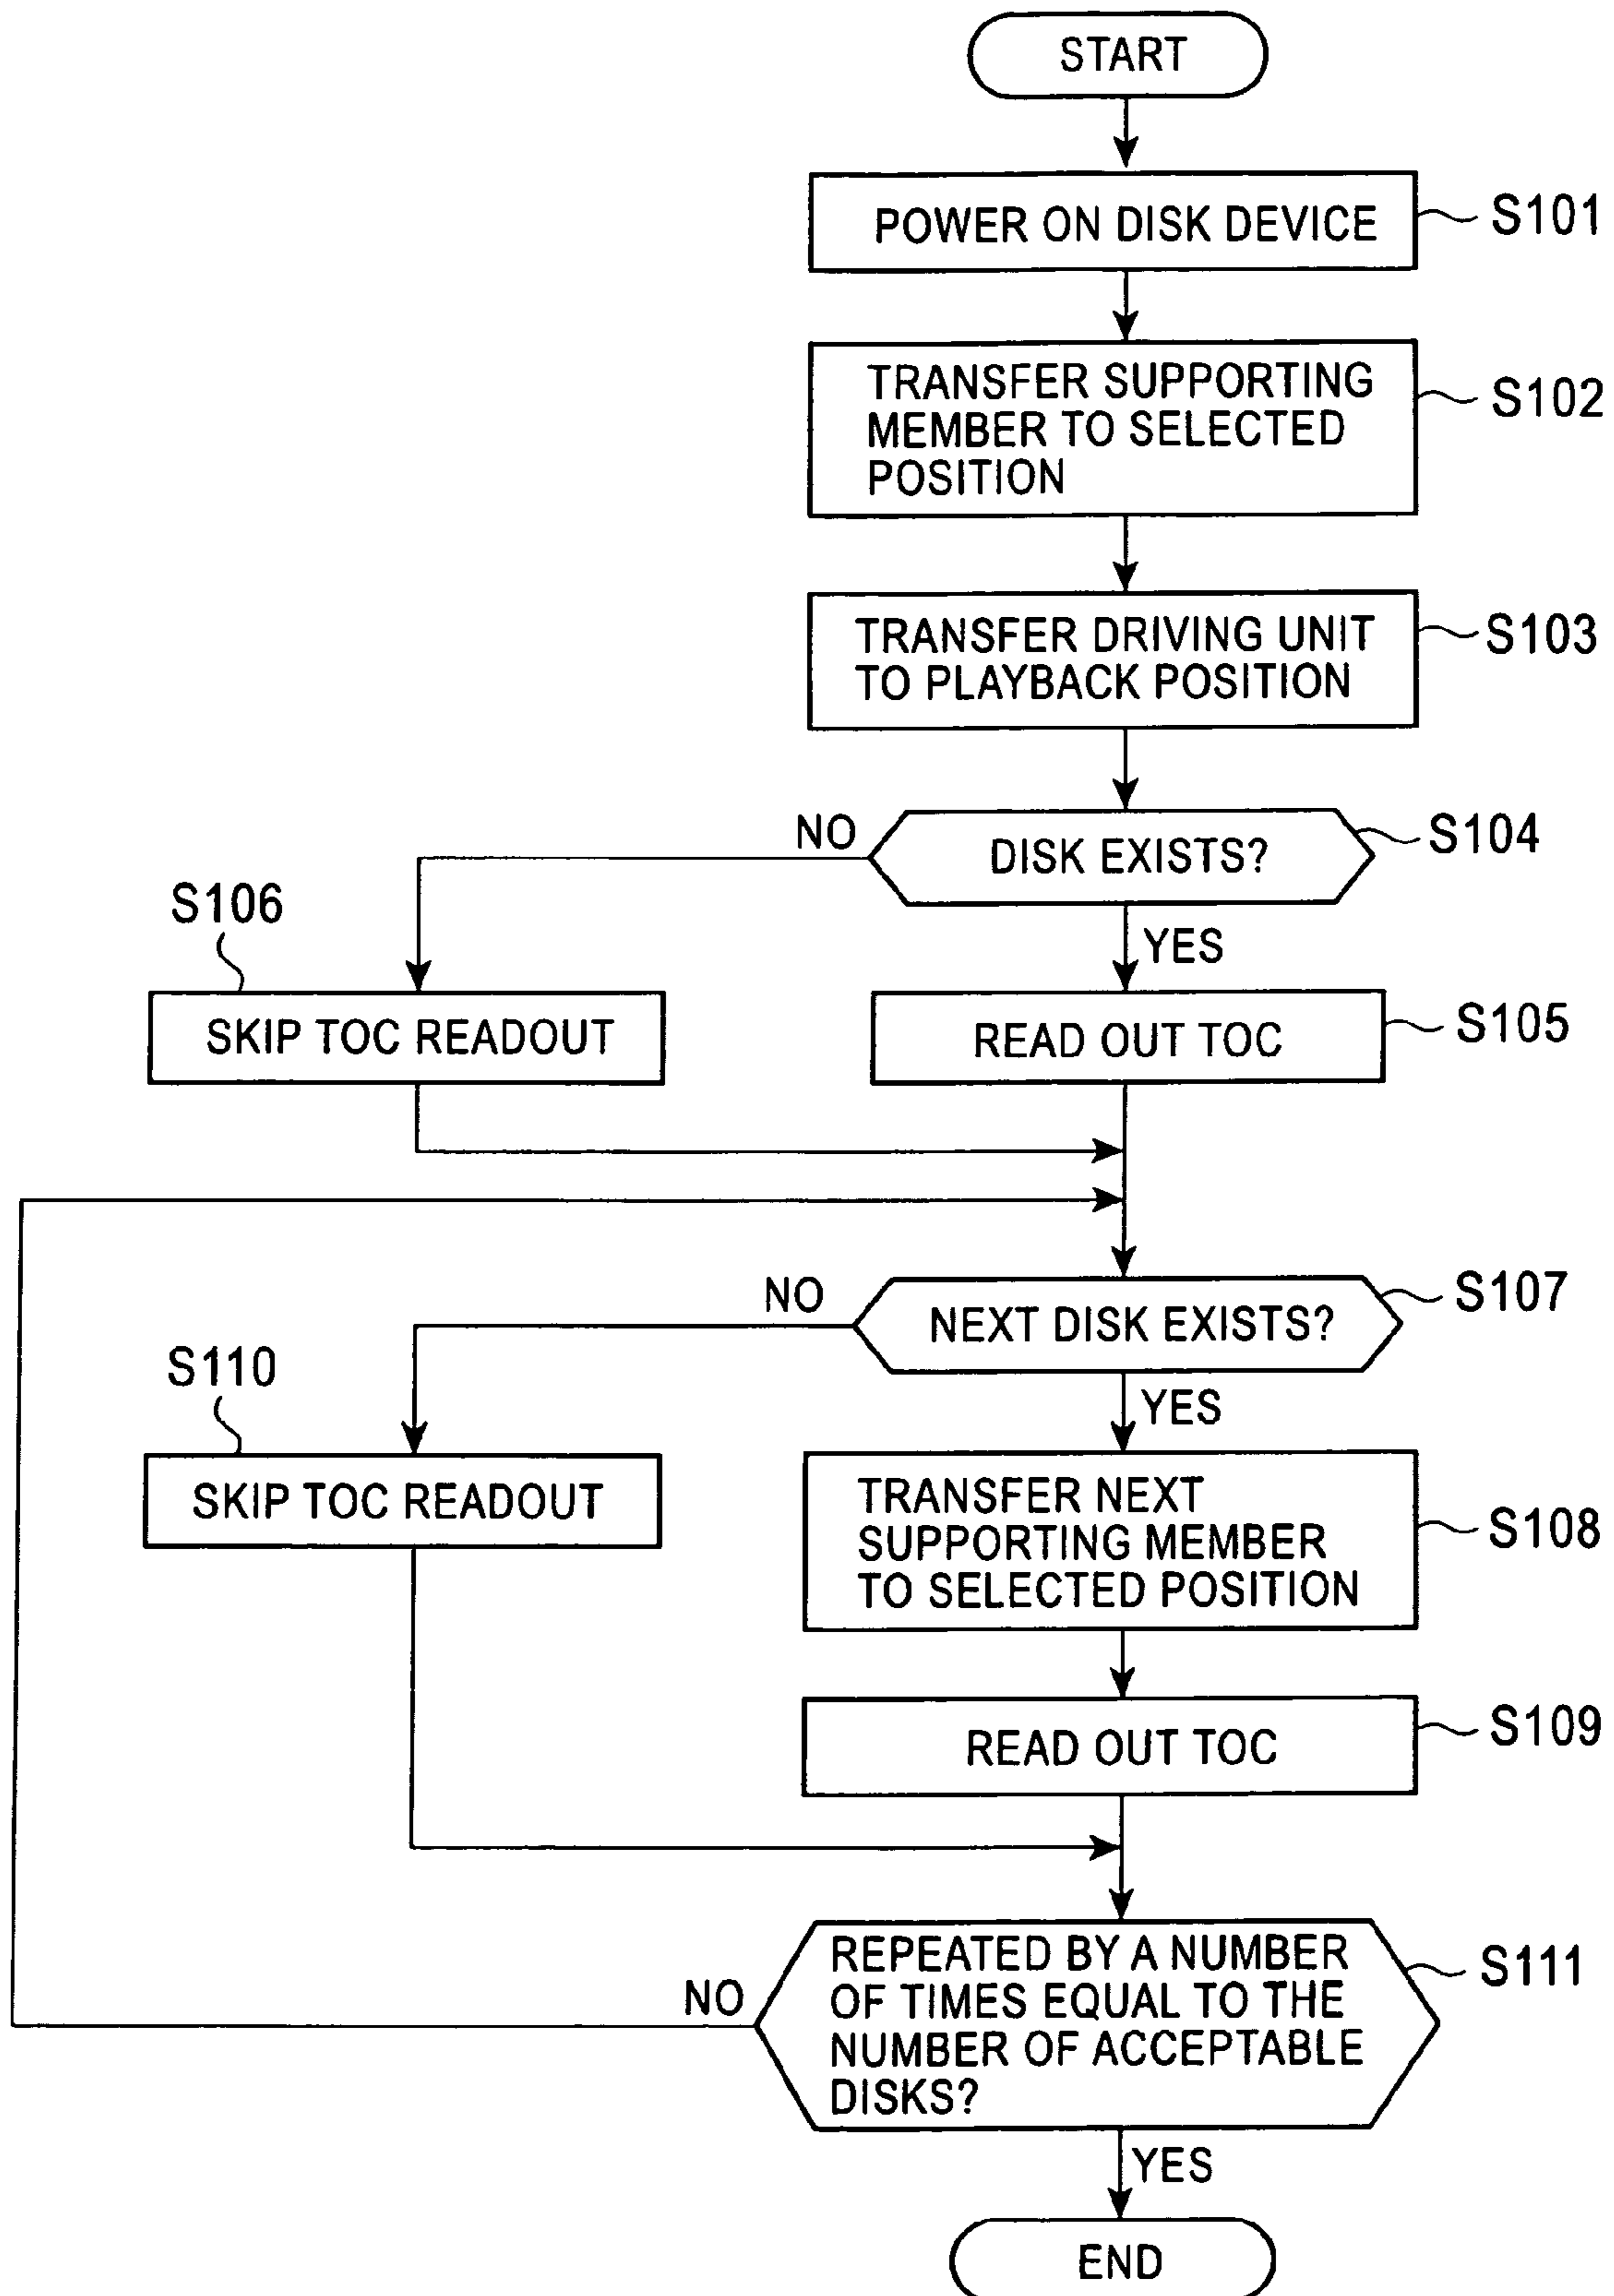 START
POWER ON DISK DEVICE
S101
TRANSFER SUPPORTING
MEMBER TO SELECTED
POSITION
S102
TRANSFER DRIVING UNIT
TO PLAYBACK POSITION
S103
NO
DISK EXISTS?
S104
YES
S106
SKIP TOC READOUT
READ OUT TOC
S105
NO
NEXT DISK EXISTS?
S107
YES
S110
SKIP TOC READOUT
TRANSFER NEXT
SUPPORTING MEMBER
TO SELECTED POSITION
S108
READ OUT TOC
S109
NO
REPEATED BY A NUMBER
OF TIMES EQUAL TO THE
NUMBER OF ACCEPTABLE
DISKS?
S111
YES
END